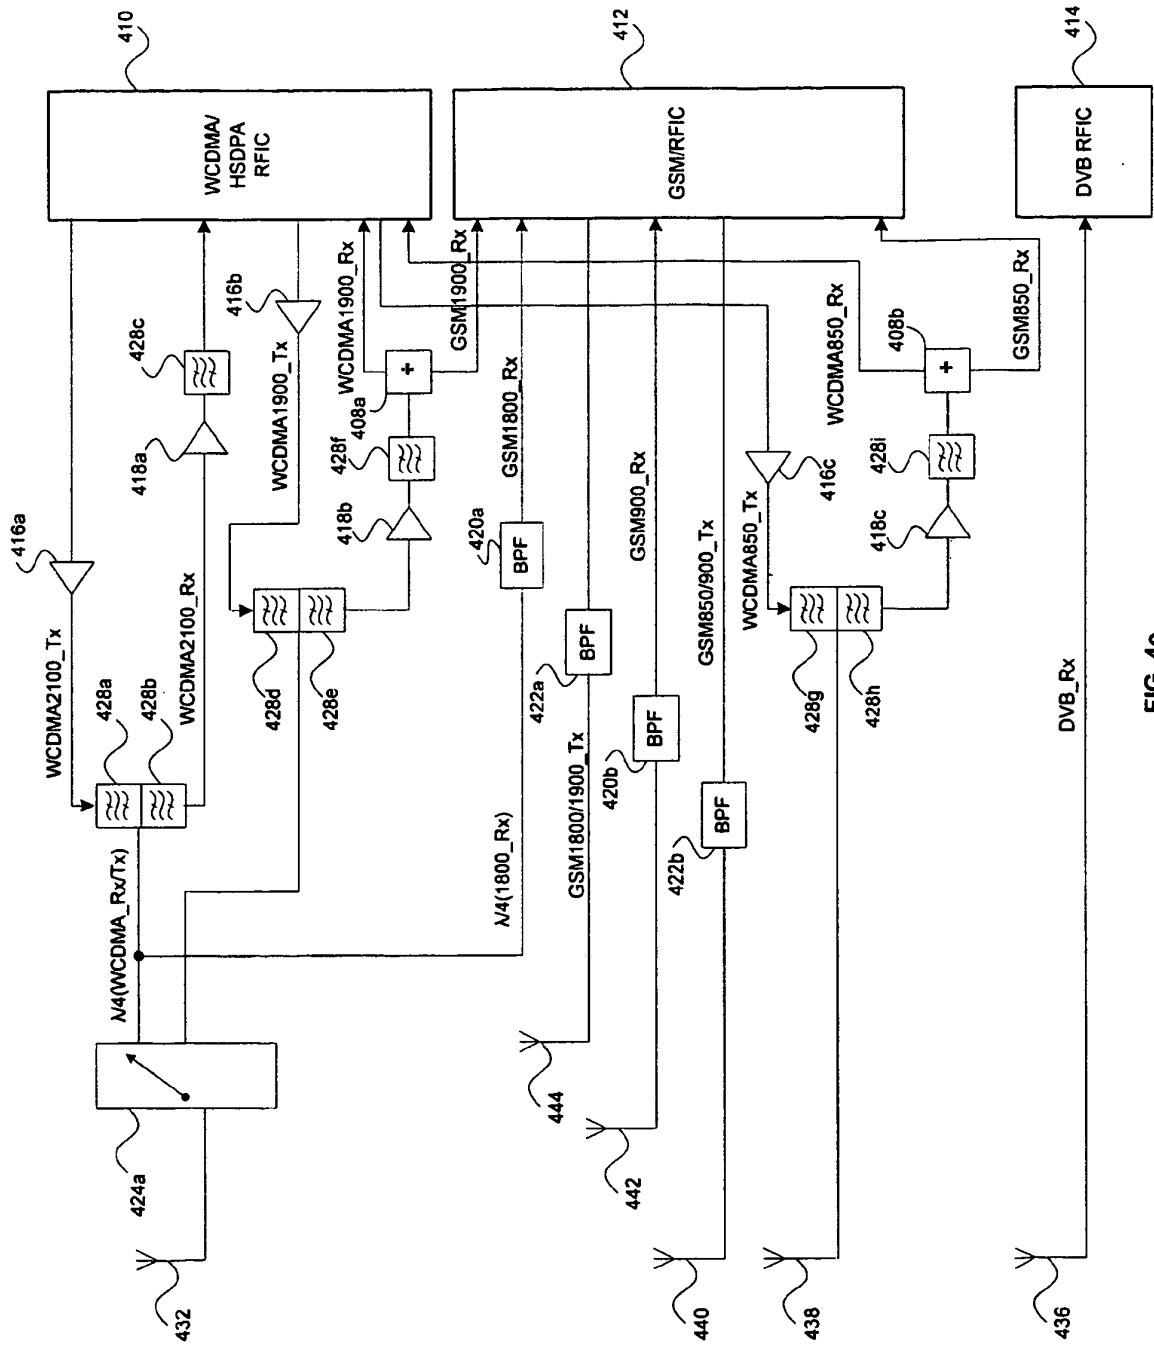 410
412
414
WCDMA/
HSDPA
RFIC
GSM/RFIC
DVB RFIC
416b
428c
418a
416a
WCDMA2100_Tx
WCDMA2100_Rx
428a
428b
WCDMA1900_Tx
WCDMA1900_Rx
GSM1900_Rx
408a
+
428f
418b
428d
428e
GSM1800_Rx
420a
BPF
422a
BPF
GSM1800/1900_Tx
GSM900_Rx
420b
BPF
GSM850/900_Tx
422b
BPF
WCDMA850_Rx
GSM850_Rx
408b
+
416c
WCDMA850_Tx
428i
418c
428g
428h
DVB_Rx
λ/4(WCDMA_Rx/Tx)
λ/4(1800_Rx)
424a
432
444
442
440
438
436
FIG